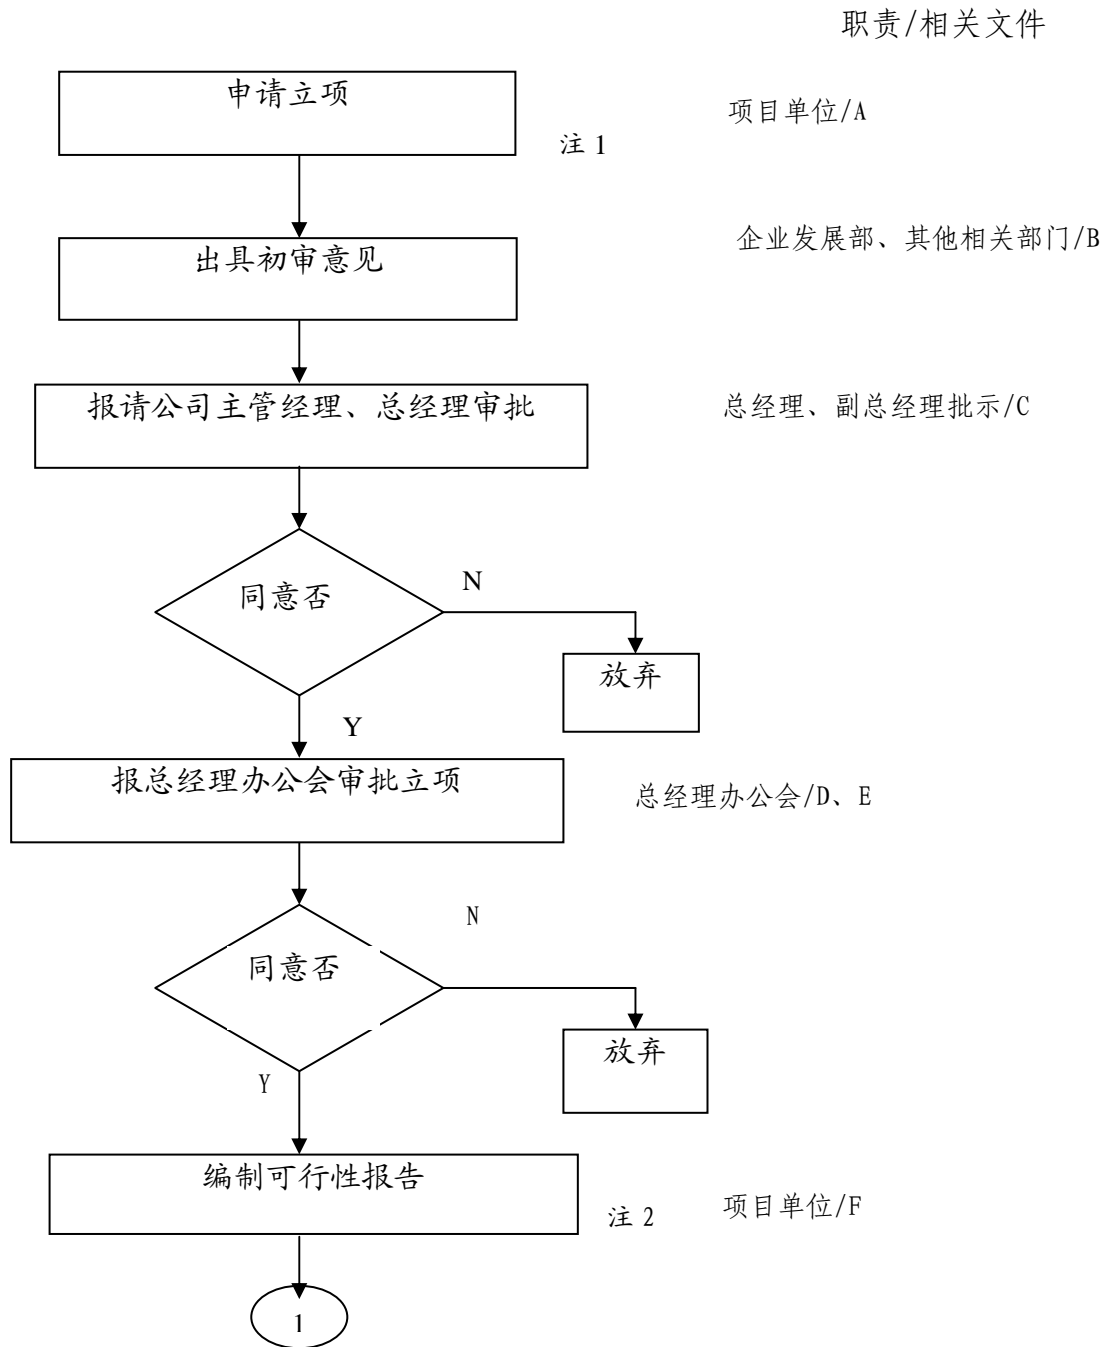 职责/相关文件
申请立项
项目单位/A
注 1
企业发展部、其他相关部门/B
出具初审意见
报请公司主管经理、总经理审批
总经理、副总经理批示/C
同意否
N
放弃
Y
报总经理办公会审批立项
总经理办公会/D、E
N
同意否
放弃
Y
编制可行性报告
注 2
项目单位/F
1